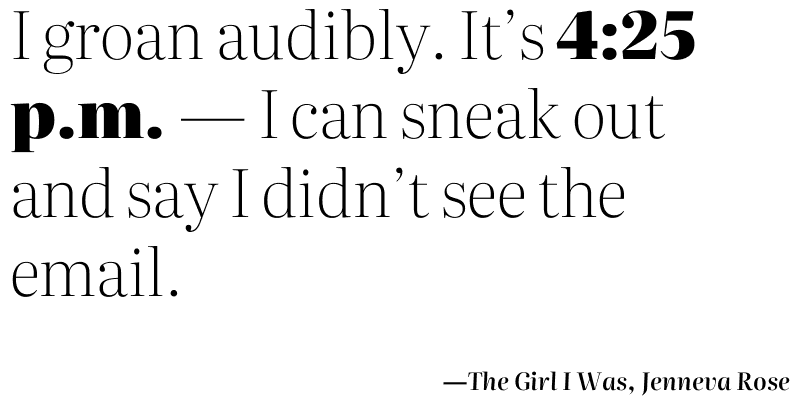 I groan audibly. It’s 4:25
p.m. — I can sneak out
and say I didn’t see the
email.
—The Girl I Was, Jenneva Rose